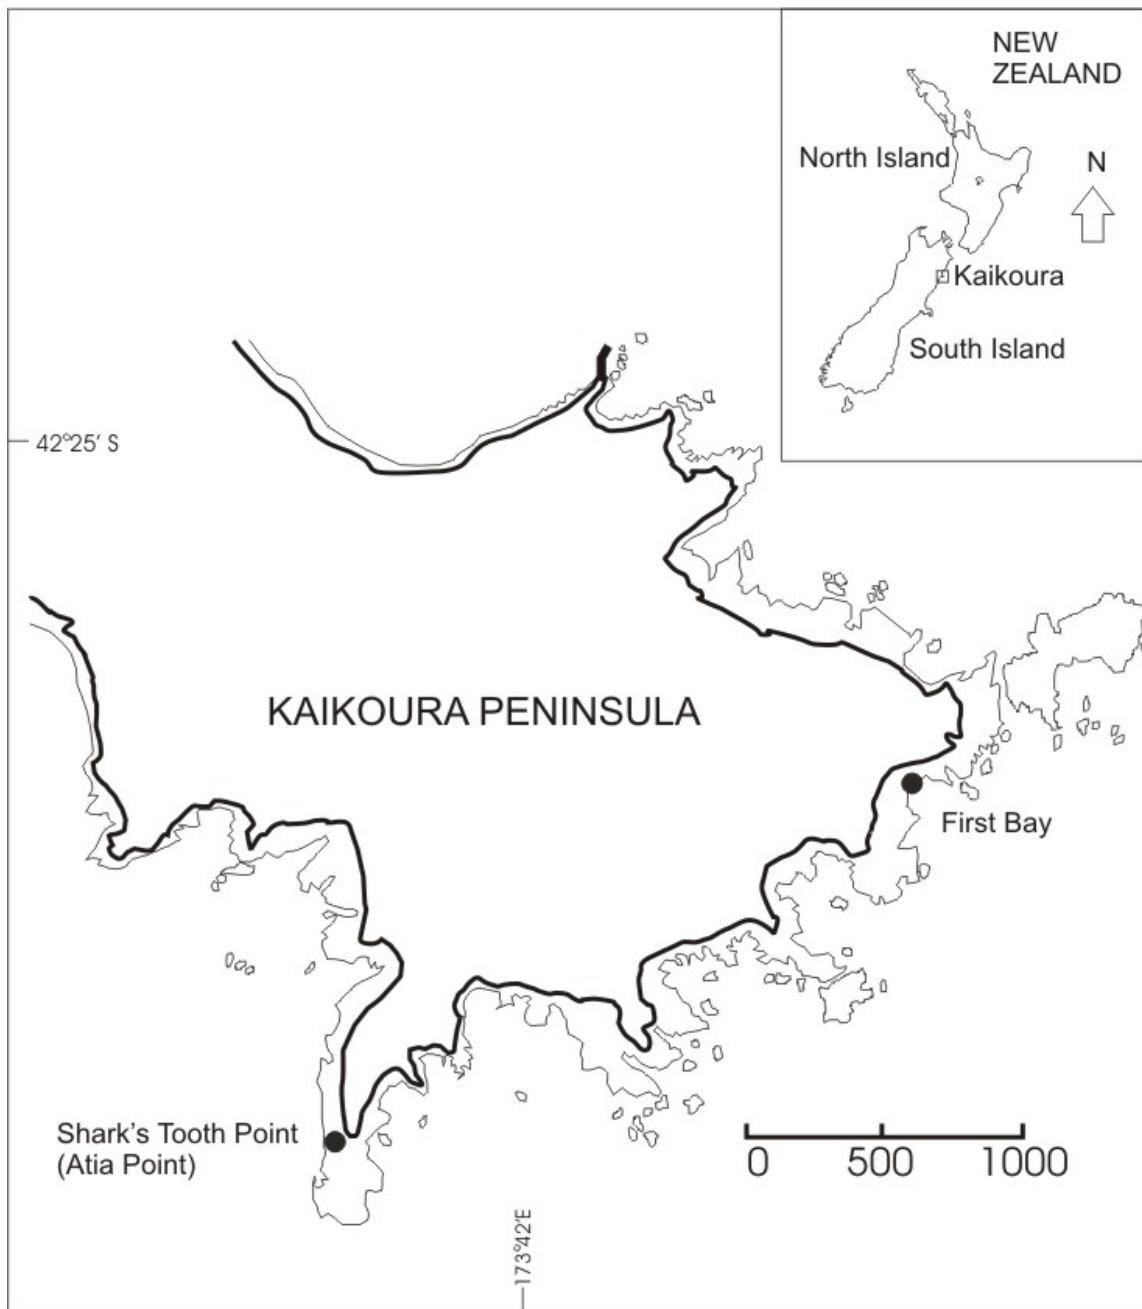 NEW
ZEALAND
North Island
N
Kaikoura
South Island
42°25' S
KAIKOURA PENINSULA
First Bay
Shark's Tooth Point
(Atia Point)
0 500 1000
173°42'E